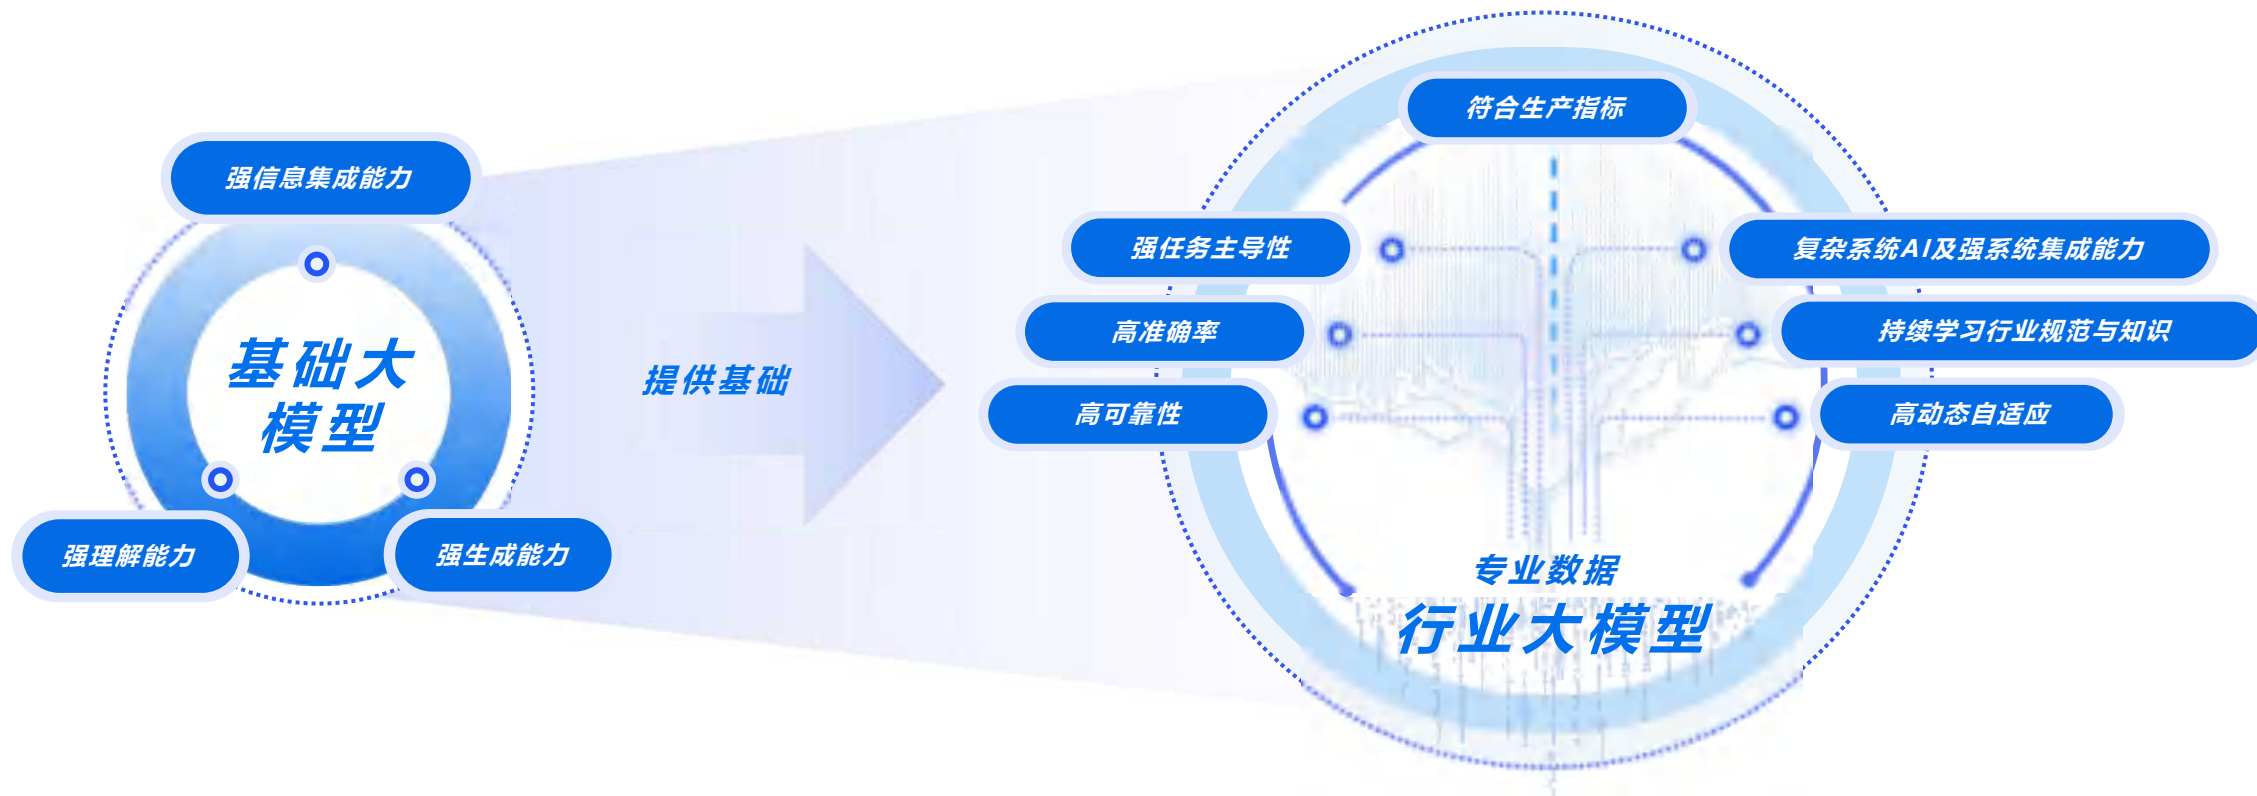 强信息集成能力
基础大
模型
强理解能力
强生成能力
提供基础
符合生产指标
强任务主导性
高准确率
高可靠性
复杂系统AI及强系统集成能力
持续学习行业规范与知识
高动态自适应
专业数据
行业大模型